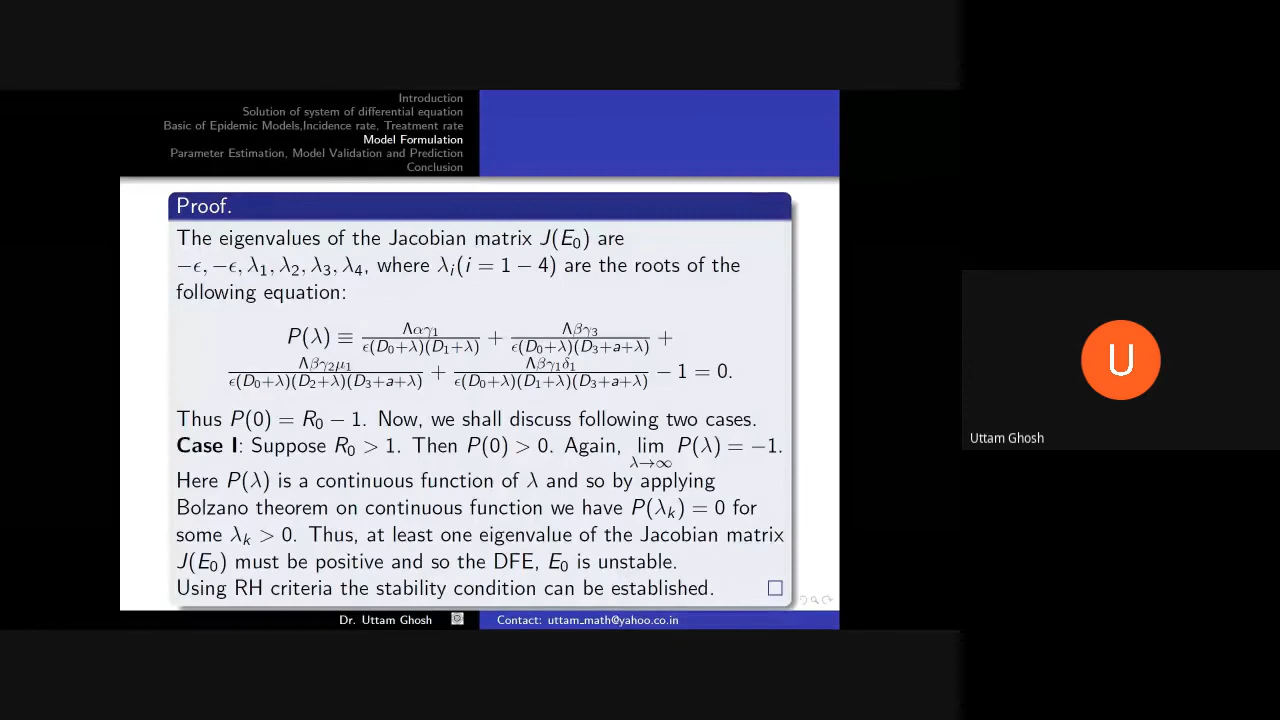 Introduction
Solution of system of differential equation
Basic of Epidemic Models,Incidence rate, Treatment rate
Model Formulation
Parameter Estimation, Model Validation and Prediction
Conclusion
Proof.
The eigenvalues of the Jacobian matrix J(E₀) are
−ϵ, −ϵ, λ₁, λ₂, λ₃, λ₄, where λᵢ(i = 1 − 4) are the roots of the
following equation:
P(λ) ≡ Λαγ₁/ϵ(D₀+λ)(D₁+λ) + Λβγ₃/ϵ(D₀+λ)(D₃+a+λ) +
Λβγ₂μ₁/ϵ(D₀+λ)(D₂+λ)(D₃+a+λ) + Λβγ₁δ₁/ϵ(D₀+λ)(D₁+λ)(D₃+a+λ) − 1 = 0.
Thus P(0) = R₀ − 1. Now, we shall discuss following two cases.
Case I: Suppose R₀ > 1. Then P(0) > 0. Again, lim λ→∞ P(λ) = −1.
Here P(λ) is a continuous function of λ and so by applying
Bolzano theorem on continuous function we have P(λₖ) = 0 for
some λₖ > 0. Thus, at least one eigenvalue of the Jacobian matrix
J(E₀) must be positive and so the DFE, E₀ is unstable.
Using RH criteria the stability condition can be established. □
Dr. Uttam Ghosh
Contact: uttam_math@yahoo.co.in
U
Uttam Ghosh